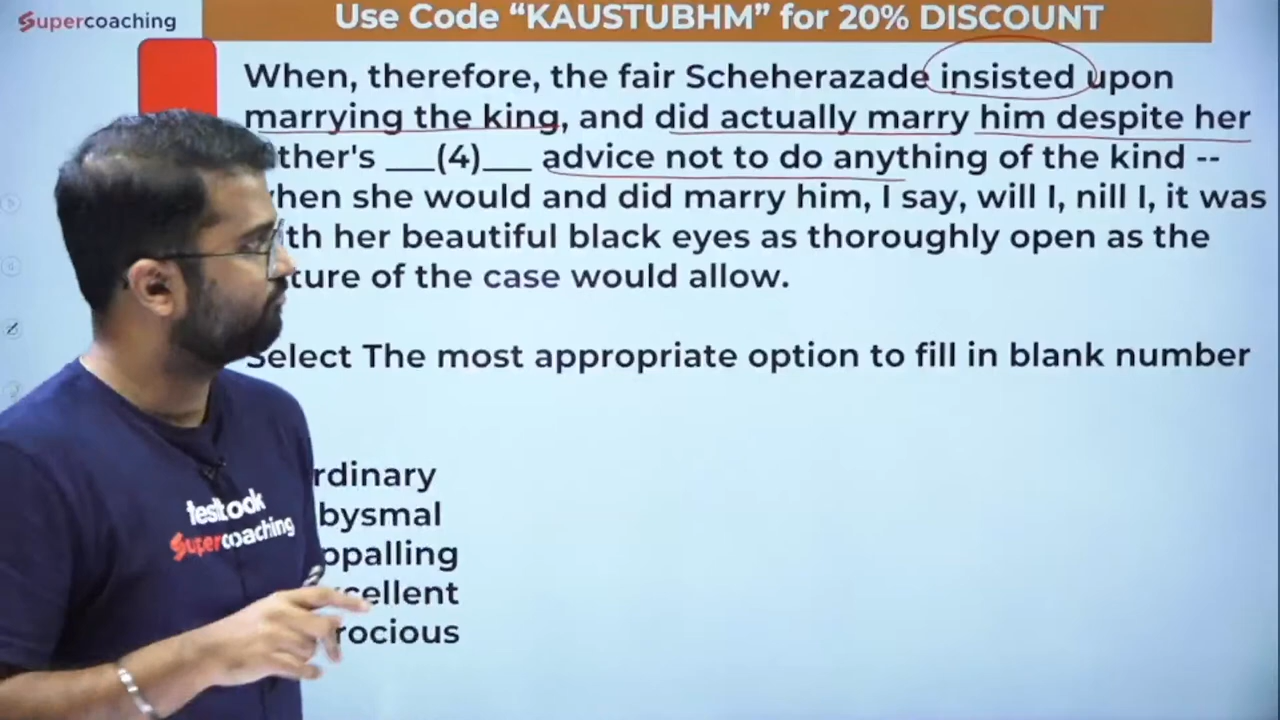 Supercoaching
Use Code “KAUSTUBHM” for 20% DISCOUNT
When, therefore, the fair Scheherazade insisted upon
marrying the king, and did actually marry him despite her
ther's ___(4)___ advice not to do anything of the kind --
hen she would and did marry him, I say, will I, nill I, it was
th her beautiful black eyes as thoroughly open as the
ture of the case would allow.
Select The most appropriate option to fill in blank number
rdinary
bysmal
ppalling
cellent
rocious
testbook
Supercoaching